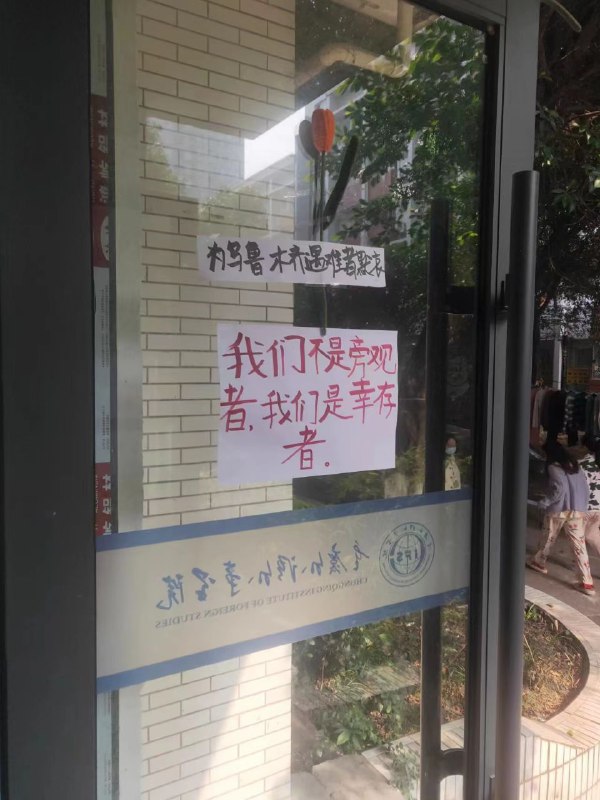 为乌鲁木齐遇难者默哀
我们不是旁观
者,我们是幸存
者.
重庆外语外事学院
CHONGQING INSTITUTE OF FOREIGN STUDIES